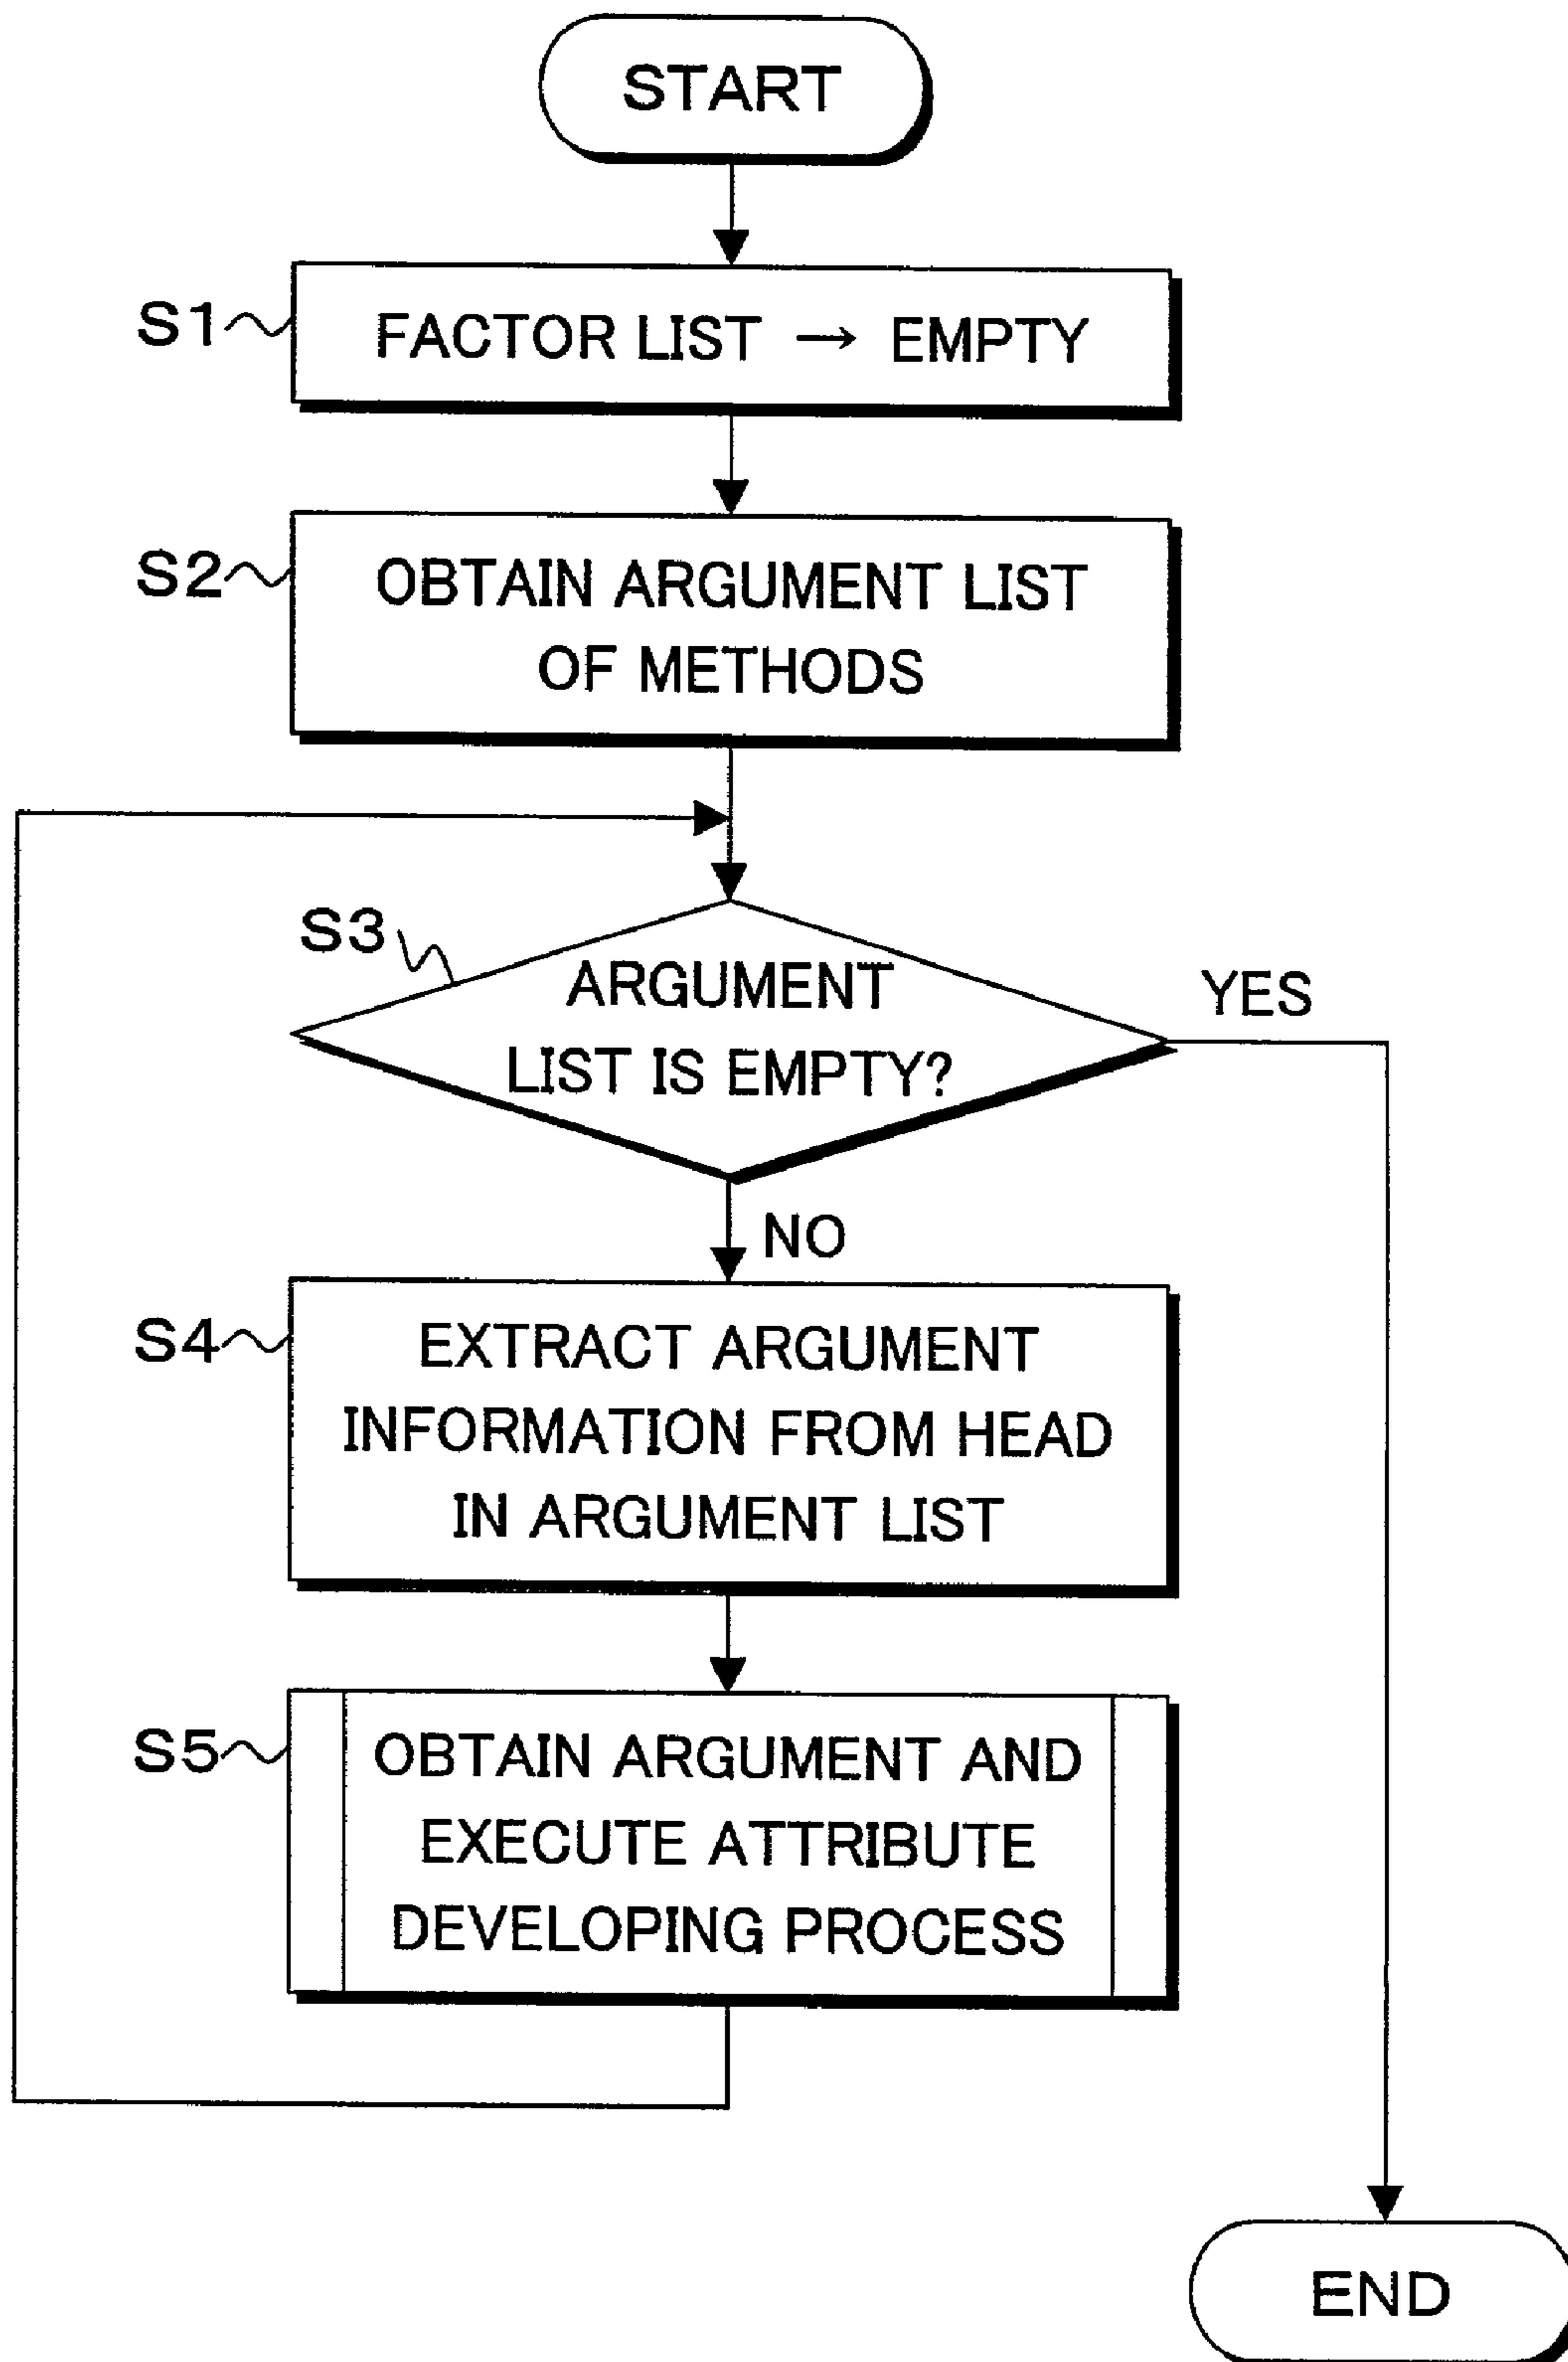 START
S1
FACTOR LIST → EMPTY
S2
OBTAIN ARGUMENT LIST
OF METHODS
S3
ARGUMENT
LIST IS EMPTY?
YES
NO
S4
EXTRACT ARGUMENT
INFORMATION FROM HEAD
IN ARGUMENT LIST
S5
OBTAIN ARGUMENT AND
EXECUTE ATTRIBUTE
DEVELOPING PROCESS
END